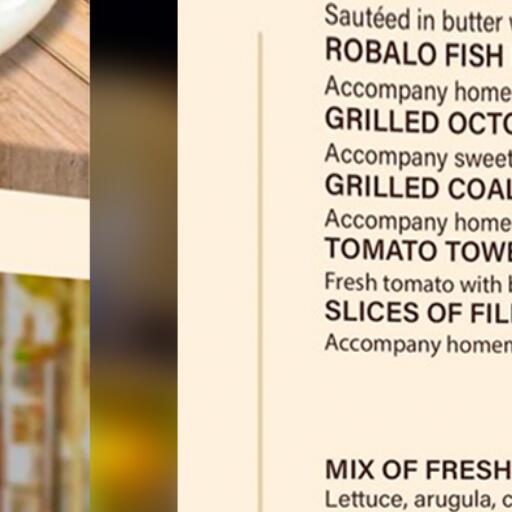 Sautéed in butter
ROBALO FISH
Accompany home
GRILLED OCTO
Accompany sweet
GRILLED COAL
Accompany home
TOMATO TOWE
Fresh tomato with b
SLICES OF FIL
Accompany homem
MIX OF FRESH
Lettuce, arugula, c